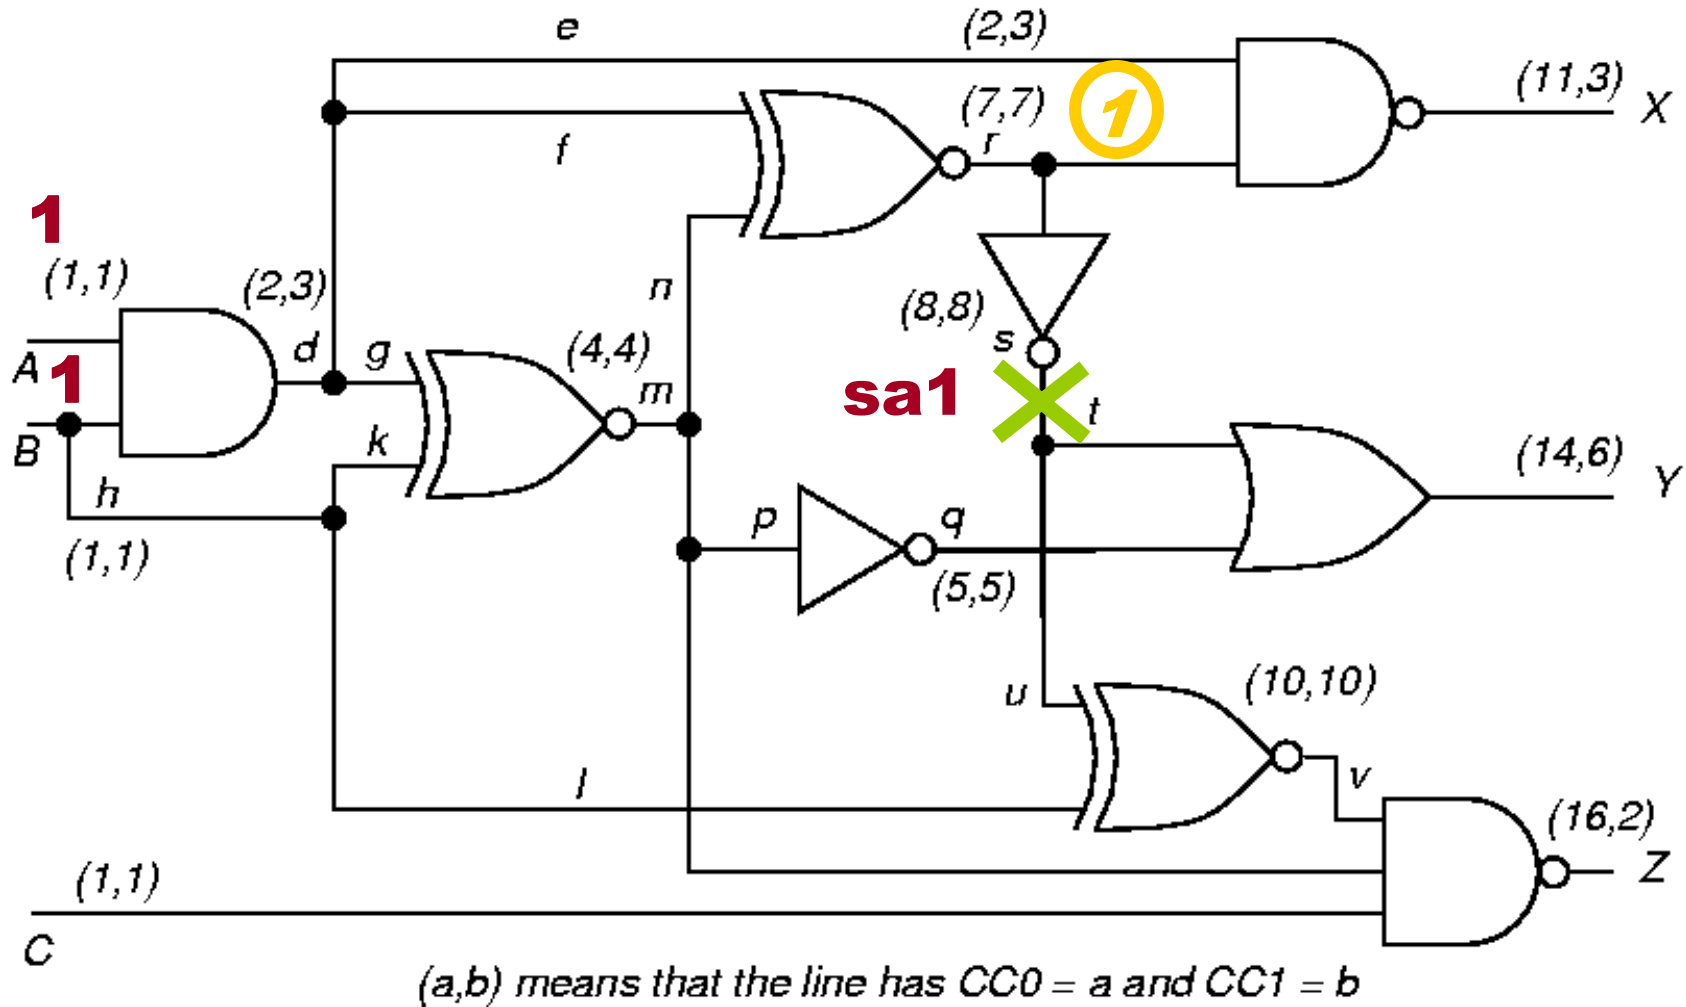 e
(2,3)
(11,3)
X
(7,7)
1
f
r
1
(1,1)
(2,3)
n
(8,8)
s
A
1
d
g
(4,4)
m
sa1
t
B
k
(14,6)
Y
h
(1,1)
p
q
(5,5)
u
(10,10)
l
v
(16,2)
Z
(1,1)
C
(a,b) means that the line has CC0 = a and CC1 = b